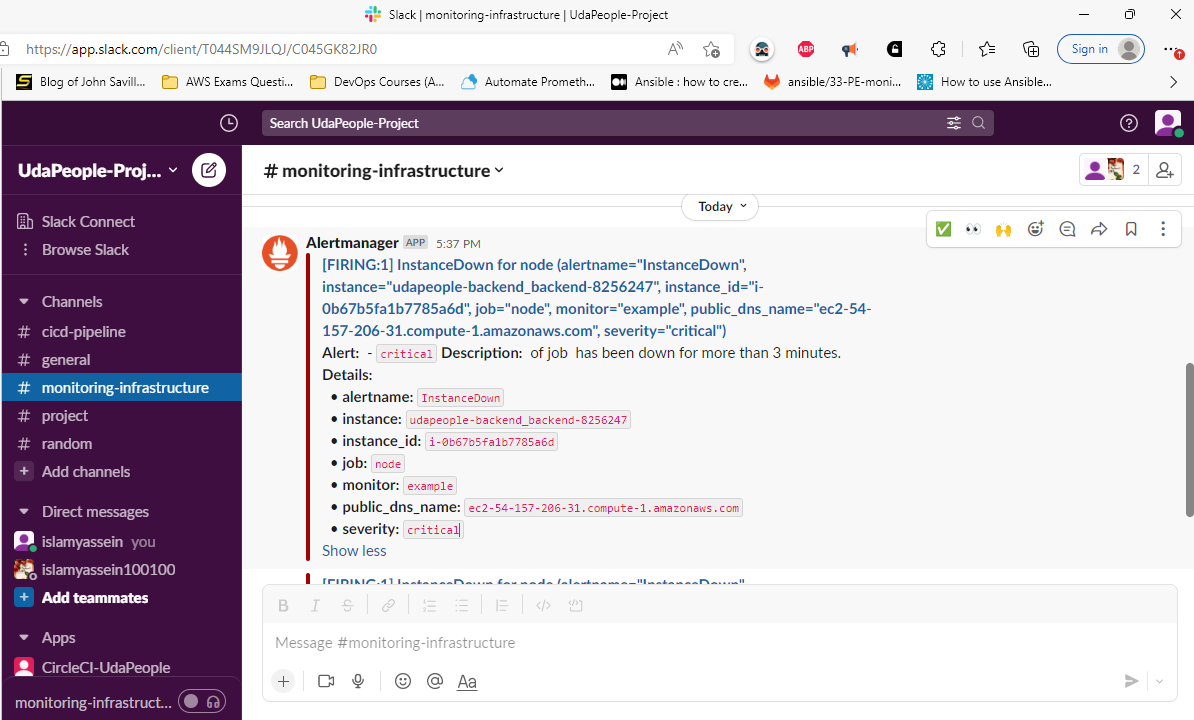 Slack | monitoring-infrastructure | UdaPeople-Project
https://app.slack.com/client/T044SM9JLQJ/C045GK82JR0
ABP
Sign in
Blog of John Savill...
AWS Exams Questi...
DevOps Courses (A...
Automate Prometh...
Ansible : how to cre...
ansible/33-PE-moni...
How to use Ansible...
Search UdaPeople-Project
UdaPeople-Proj...
# monitoring-infrastructure
2
Slack Connect
Browse Slack
Channels
# cicd-pipeline
# general
# monitoring-infrastructure
# project
# random
+ Add channels
Direct messages
islamyassein you
islamyassein100100
+ Add teammates
Apps
CircleCI-UdaPeople
monitoring-infrastruct...
Today
Alertmanager APP 5:37 PM
[FIRING:1] InstanceDown for node (alertname="InstanceDown",
instance="udapeople-backend_backend-8256247", instance_id="i-
0b67b5fa1b7785a6d", job="node", monitor="example", public_dns_name="ec2-54-
157-206-31.compute-1.amazonaws.com", severity="critical")
Alert: - critical Description: of job has been down for more than 3 minutes.
Details:
• alertname: InstanceDown
• instance: udapeople-backend_backend-8256247
• instance_id: i-0b67b5fa1b7785a6d
• job: node
• monitor: example
• public_dns_name: ec2-54-157-206-31.compute-1.amazonaws.com
• severity: critical
Show less
[FIRING:1] InstanceDown for node (alertname="InstanceDown",
B I S
Message #monitoring-infrastructure
+ @ Aa